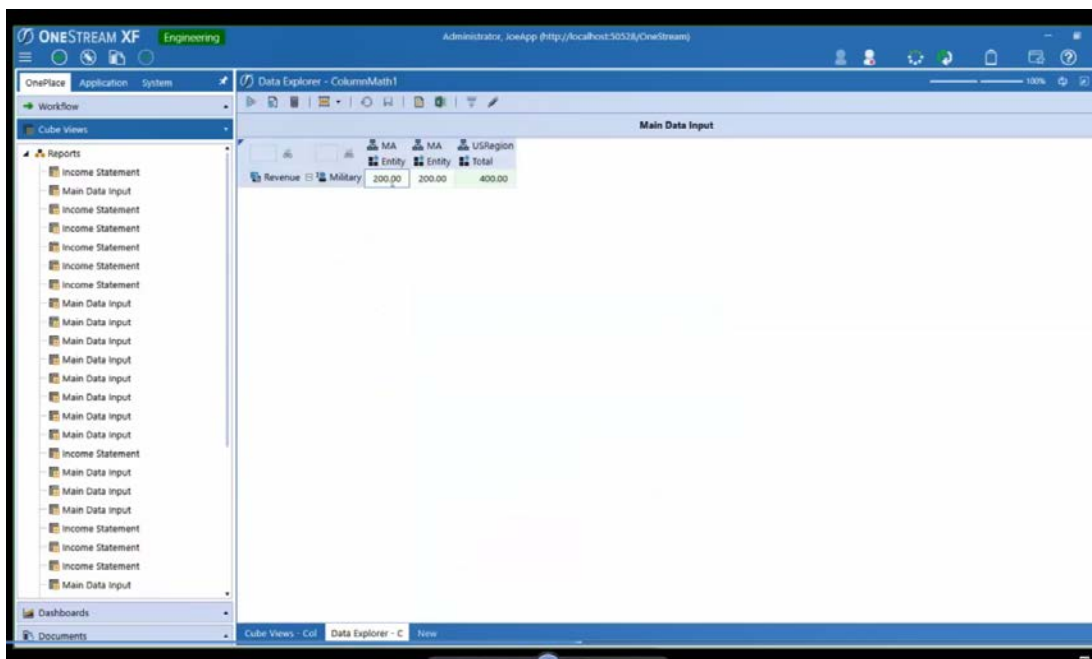 ONESTREAM XF Engineering Administrator, JoeApp (http://localhost:50528/OneStream)
OnePlace Application System Data Explorer - ColumnMath1 100%
Workflow
Cube Views Main Data Input
MA MA USRegion
Entity Entity Total
Revenue Military 200.00 200.00 400.00
Reports
Income Statement
Main Data Input
Income Statement
Income Statement
Income Statement
Income Statement
Income Statement
Main Data Input
Main Data Input
Main Data Input
Main Data Input
Main Data Input
Main Data Input
Main Data Input
Main Data Input
Income Statement
Main Data Input
Main Data Input
Main Data Input
Income Statement
Income Statement
Income Statement
Main Data Input
Dashboards
Documents Cube Views - Col Data Explorer - C New